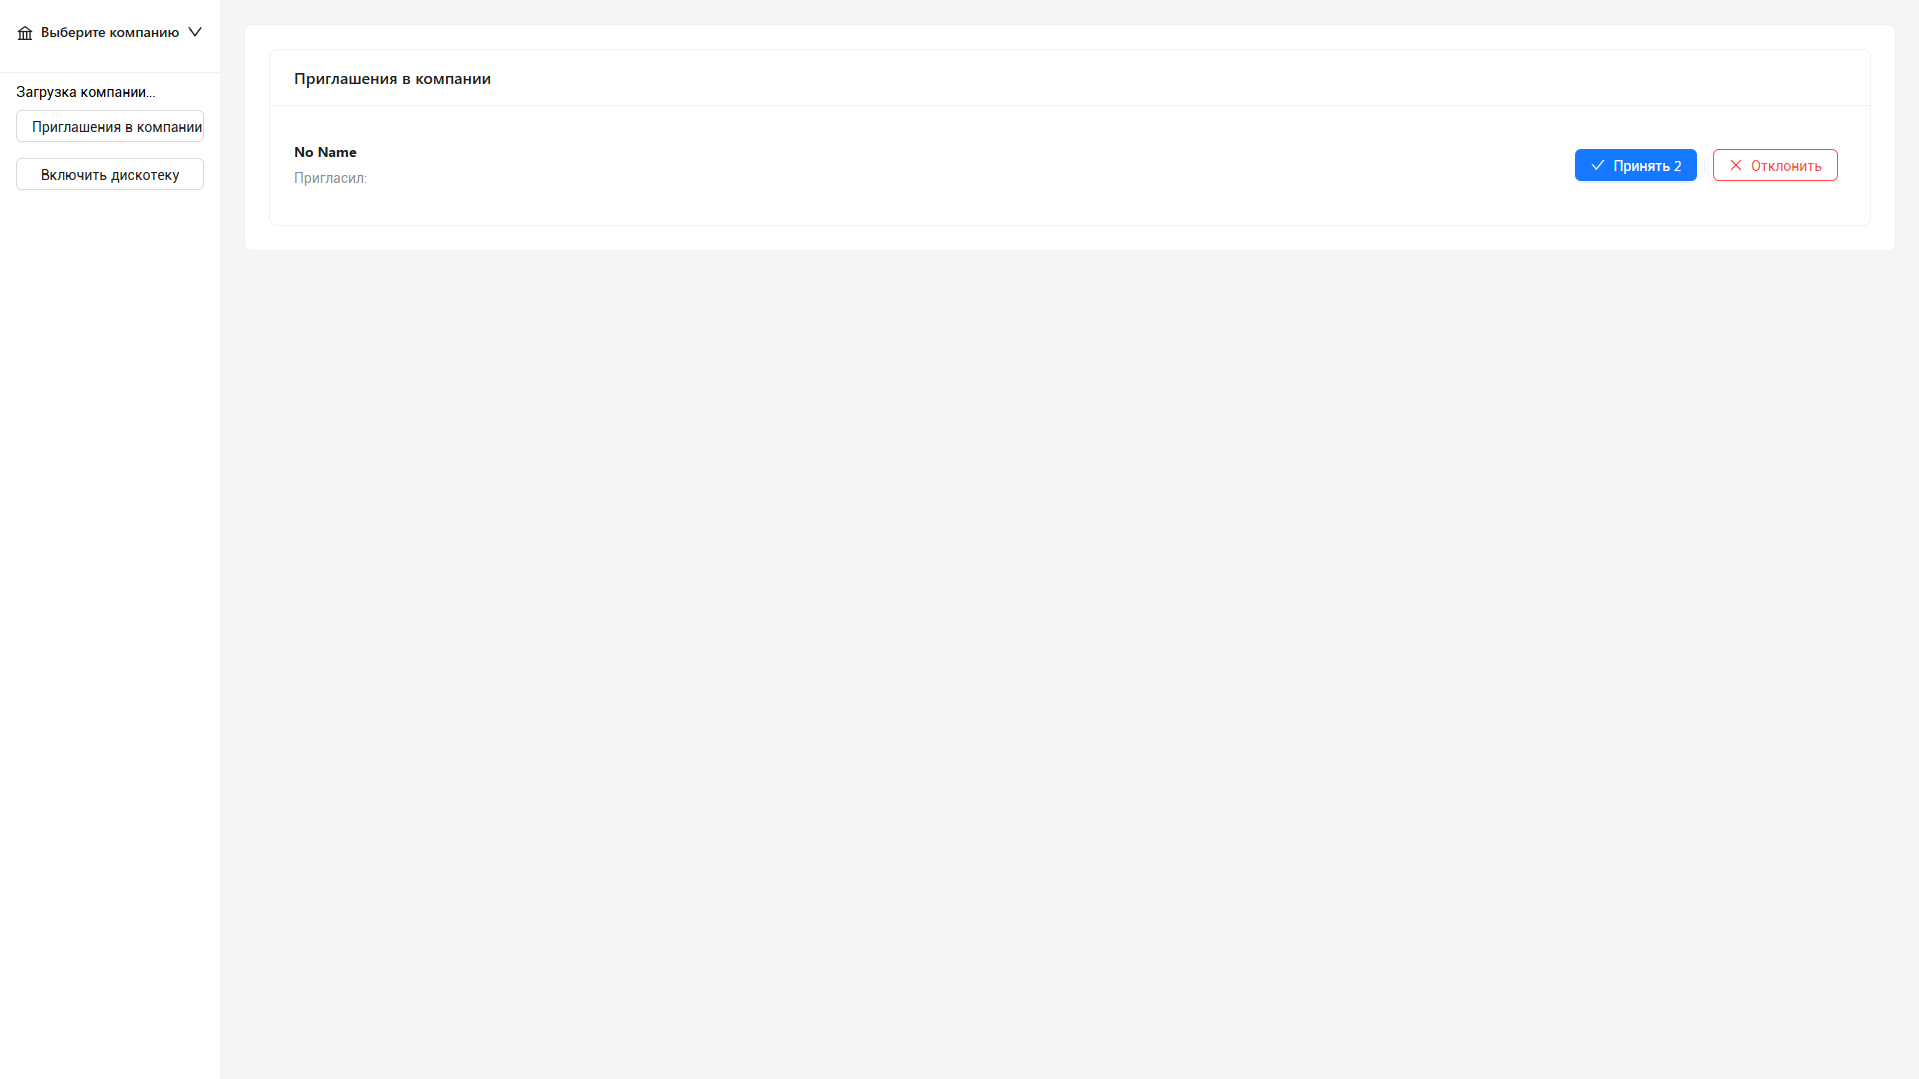 Выберите компанию
Загрузка компании...
Приглашения в компании
Включить дискотеку
Приглашения в компании
No Name
Пригласил:
Принять 2
Отклонить